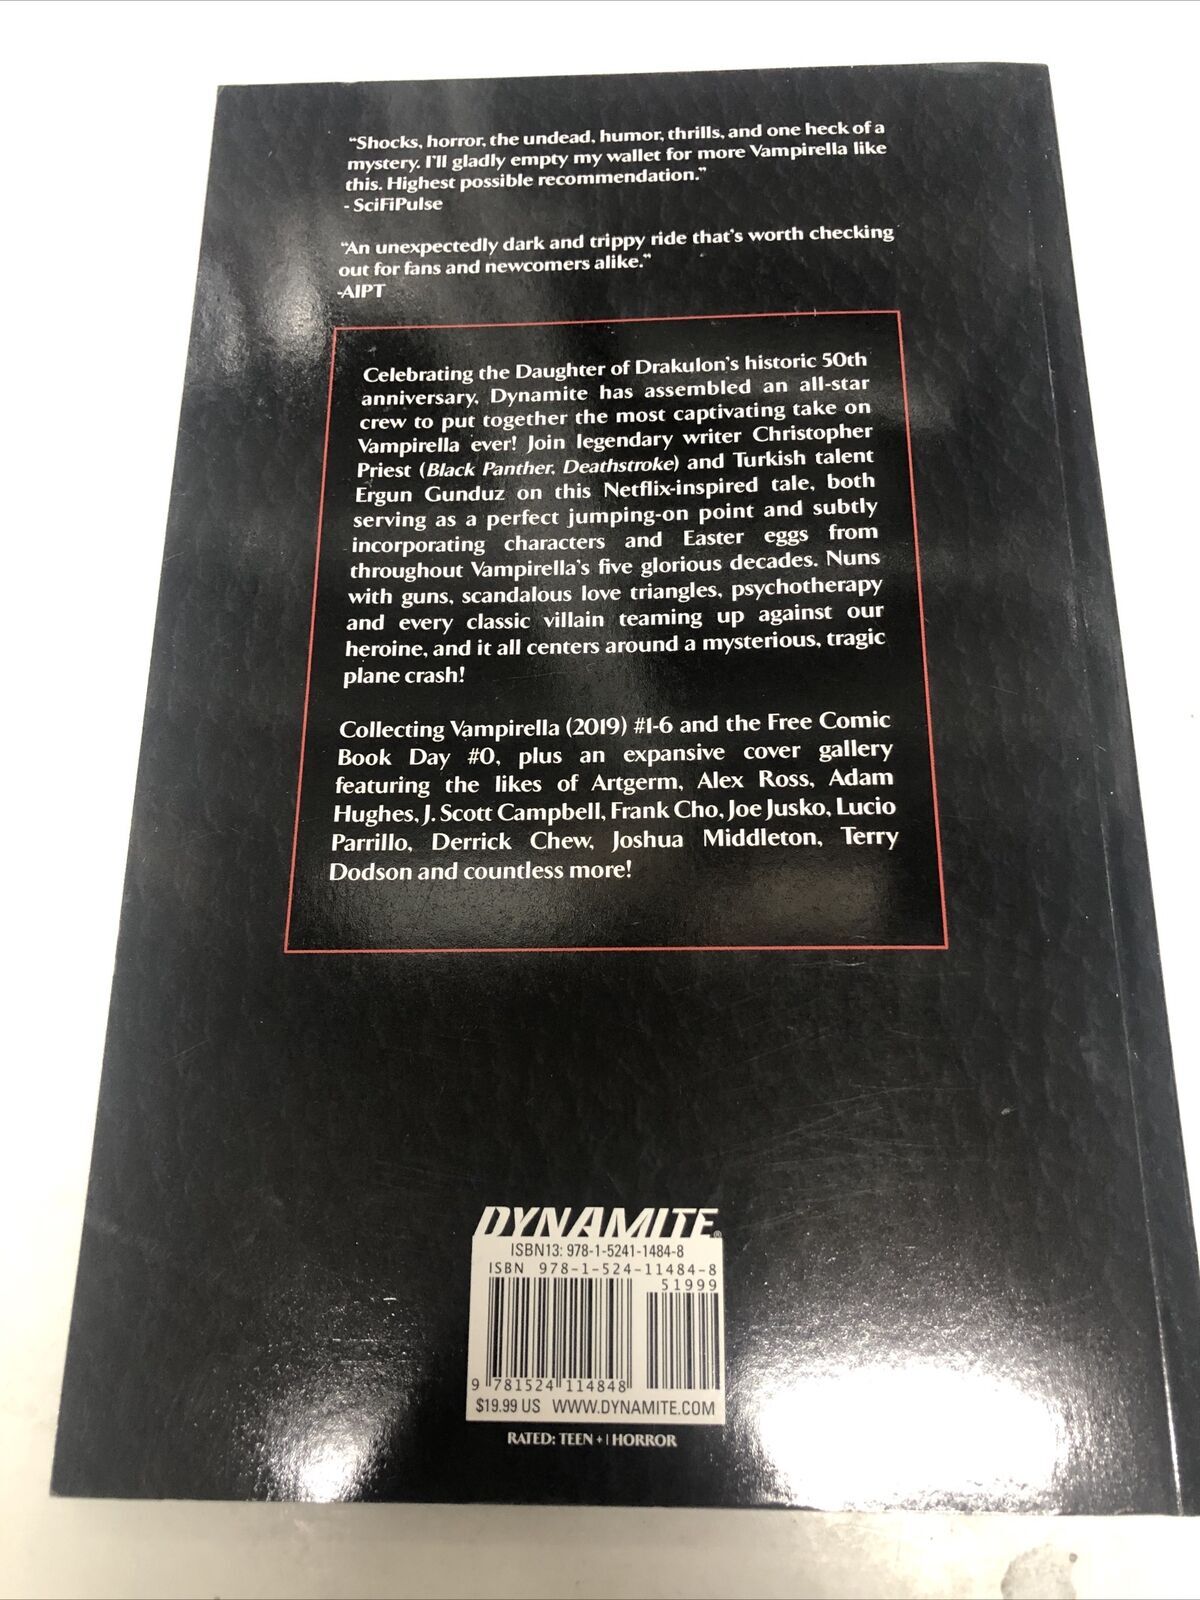 “Shocks, horror, the undead, humor, thrills, and one heck of a
mystery. I'll gladly empty my wallet for more Vampirella like
this. Highest possible recommendation.”
- SciFiPulse
“An unexpectedly dark and trippy ride that's worth checking
out for fans and newcomers alike.”
-AIPT
Celebrating the Daughter of Drakulon's historic 50th
anniversary, Dynamite has assembled an all-star
crew to put together the most captivating take on
Vampirella ever! Join legendary writer Christopher
Priest (Black Panther, Deathstroke) and Turkish talent
Ergun Gunduz on this Netflix-inspired tale, both
serving as a perfect jumping-on point and subtly
incorporating characters and Easter eggs from
throughout Vampirella's five glorious decades. Nuns
with guns, scandalous love triangles, psychotherapy
and every classic villain teaming up against our
heroine, and it all centers around a mysterious, tragic
plane crash!
Collecting Vampirella (2019) #1-6 and the Free Comic
Book Day #0, plus an expansive cover gallery
featuring the likes of Artgerm, Alex Ross, Adam
Hughes, J. Scott Campbell, Frank Cho, Joe Jusko, Lucio
Parrillo, Derrick Chew, Joshua Middleton, Terry
Dodson and countless more!
DYNAMITE®
ISBN13: 978-1-5241-1484-8
ISBN 978-1-524-11484-8
51999
9 781524 114848
$19.99 US WWW.DYNAMITE.COM
RATED: TEEN + | HORROR